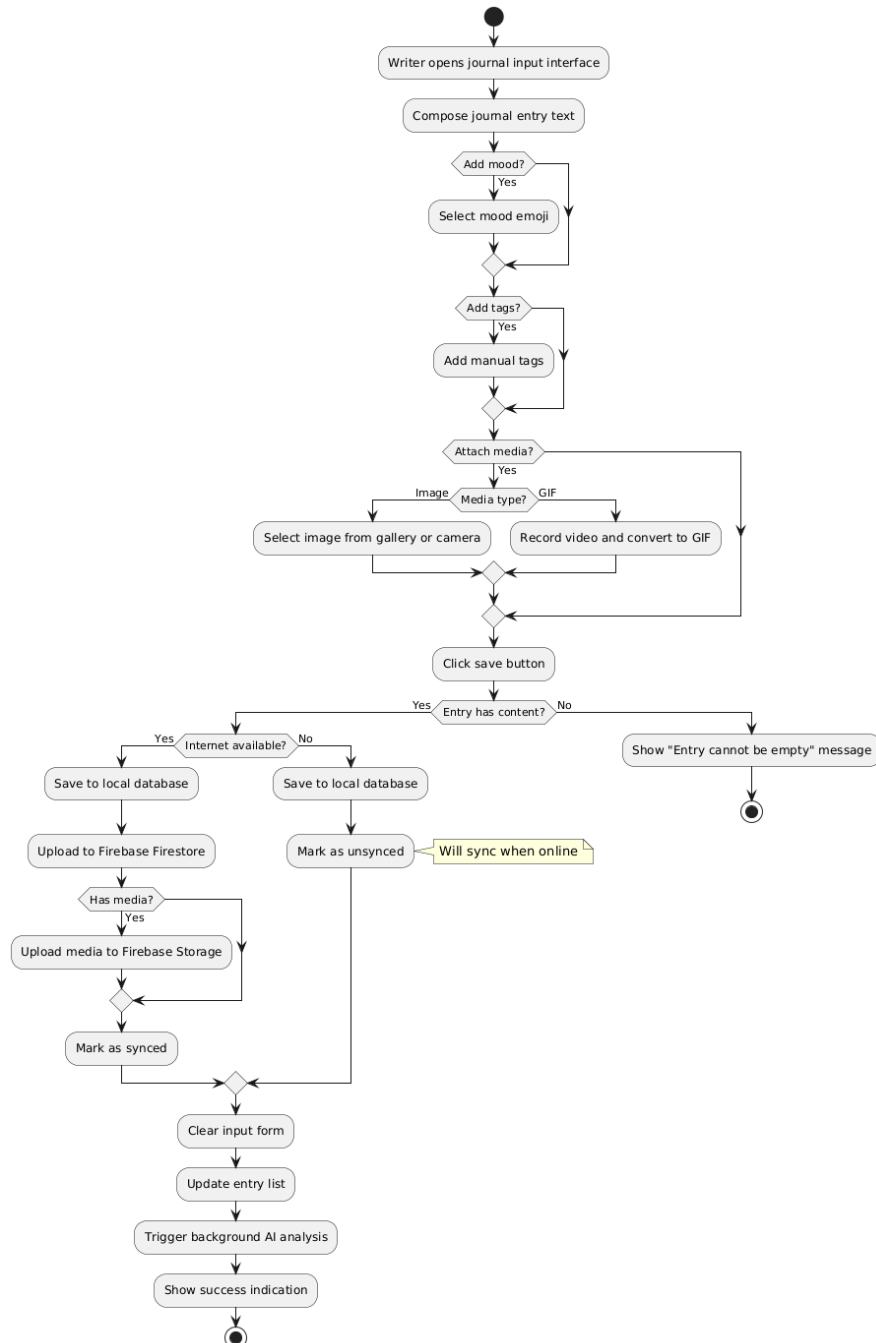 Writer opens journal input interface
Compose journal entry text
Add mood?
Yes
Select mood emoji
Add tags?
Yes
Add manual tags
Attach media?
Yes
Image
Media type?
GIF
Select image from gallery or camera
Record video and convert to GIF
Click save button
Yes
Entry has content?
No
Yes
Internet available?
No
Show "Entry cannot be empty" message
Save to local database
Save to local database
Upload to Firebase Firestore
Mark as unsynced
Will sync when online
Has media?
Yes
Upload media to Firebase Storage
Mark as synced
Clear input form
Update entry list
Trigger background AI analysis
Show success indication